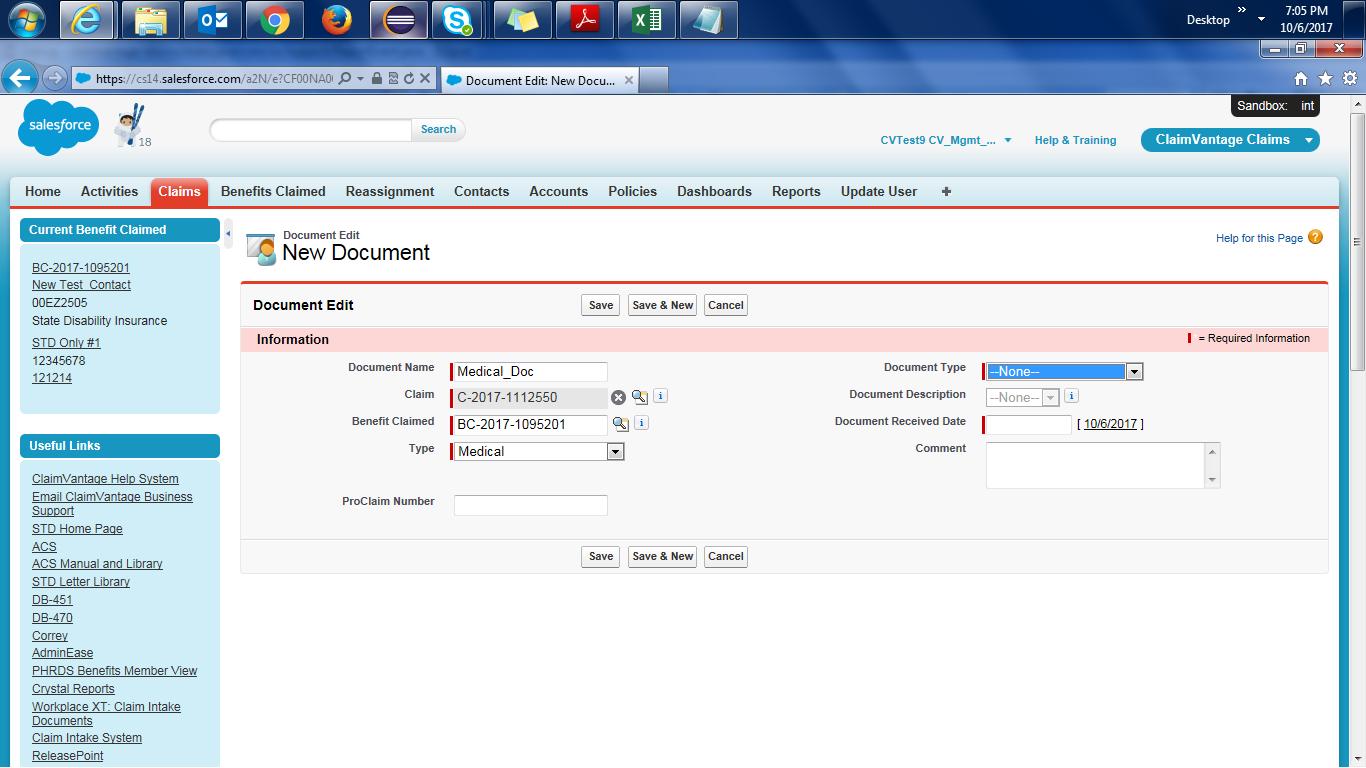 Desktop
»
7:05 PM
10/6/2017
https://cs14.salesforce.com/a2N/e?CF00NA0
Document Edit: New Docu...
Sandbox: int
salesforce
18
Search
CVTest9 CV_Mgmt_...
Help & Training
ClaimVantage Claims
Home Activities Claims Benefits Claimed Reassignment Contacts Accounts Policies Dashboards Reports Update User +
Current Benefit Claimed
BC-2017-1095201
New Test_Contact
00EZ2505
State Disability Insurance
STD Only #1
12345678
121214
Useful Links
ClaimVantage Help System
Email ClaimVantage Business
Support
STD Home Page
ACS
ACS Manual and Library
STD Letter Library
DB-451
DB-470
Correy
AdminEase
PHRDS Benefits Member View
Crystal Reports
Workplace XT: Claim Intake
Documents
Claim Intake System
ReleasePoint
Document Edit
New Document
Help for this Page ?
Document Edit Save Save & New Cancel
Information
= Required Information
Document Name Medical_Doc
Document Type --None--
Claim C-2017-1112550
Document Description --None--
Benefit Claimed BC-2017-1095201
Document Received Date [ 10/6/2017 ]
Type Medical
Comment
ProClaim Number
Save Save & New Cancel